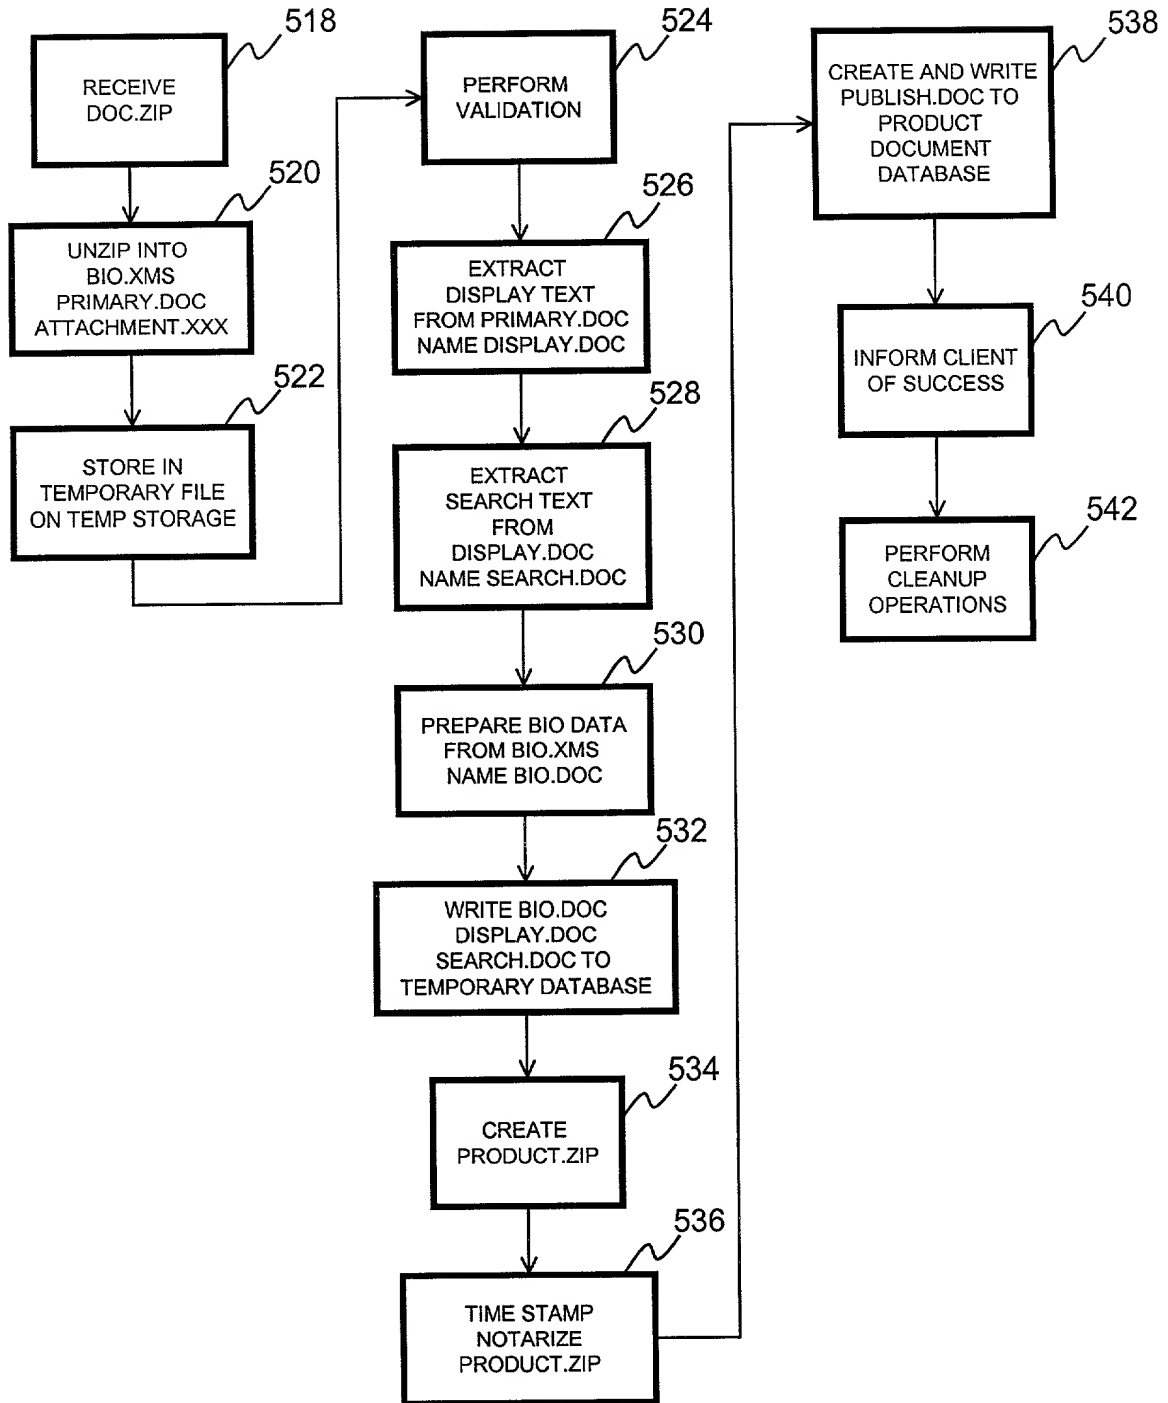 518
RECEIVE
DOC.ZIP
520
UNZIP INTO
BIO.XMS
PRIMARY.DOC
ATTACHMENT.XXX
522
STORE IN
TEMPORARY FILE
ON TEMP STORAGE
524
PERFORM
VALIDATION
526
EXTRACT
DISPLAY TEXT
FROM PRIMARY.DOC
NAME DISPLAY.DOC
528
EXTRACT
SEARCH TEXT
FROM
DISPLAY.DOC
NAME SEARCH.DOC
530
PREPARE BIO DATA
FROM BIO.XMS
NAME BIO.DOC
532
WRITE BIO.DOC
DISPLAY.DOC
SEARCH.DOC TO
TEMPORARY DATABASE
534
CREATE
PRODUCT.ZIP
536
TIME STAMP
NOTARIZE
PRODUCT.ZIP
538
CREATE AND WRITE
PUBLISH.DOC TO
PRODUCT
DOCUMENT
DATABASE
540
INFORM CLIENT
OF SUCCESS
542
PERFORM
CLEANUP
OPERATIONS